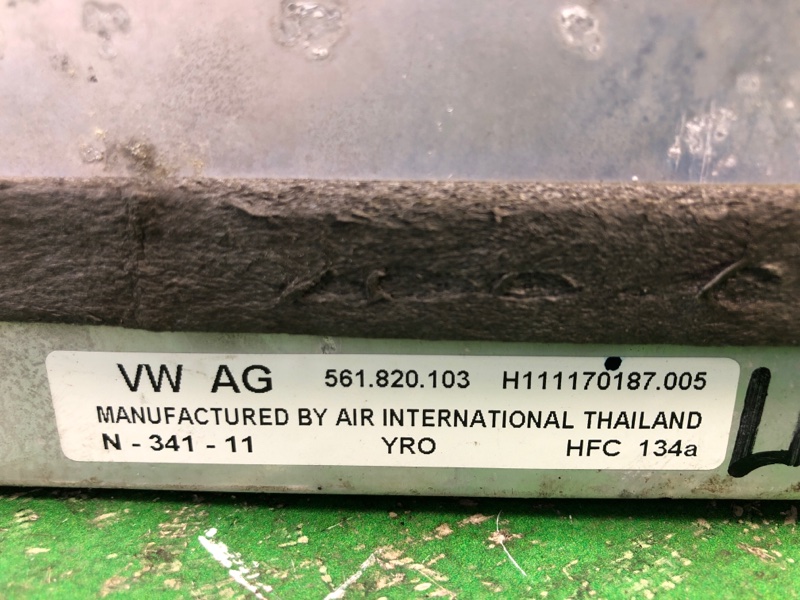 VW AG 561.820.103 H111170187.005
MANUFACTURED BY AIR INTERNATIONAL THAILAND
N - 341 - 11 YRO HFC 134a